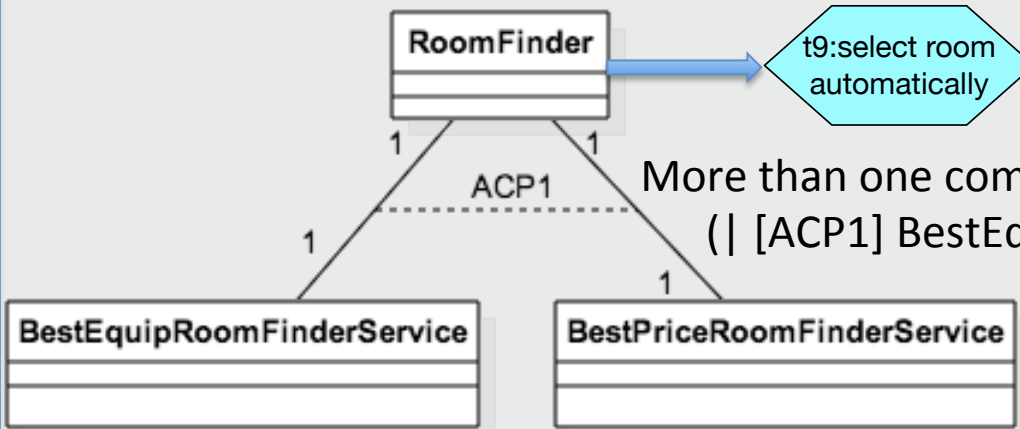 RoomFinder
t9:select room
automatically
1
1
ACP1
More than one com
(| [ACP1] BestEq
1
1
BestEquipRoomFinderService
BestPriceRoomFinderService